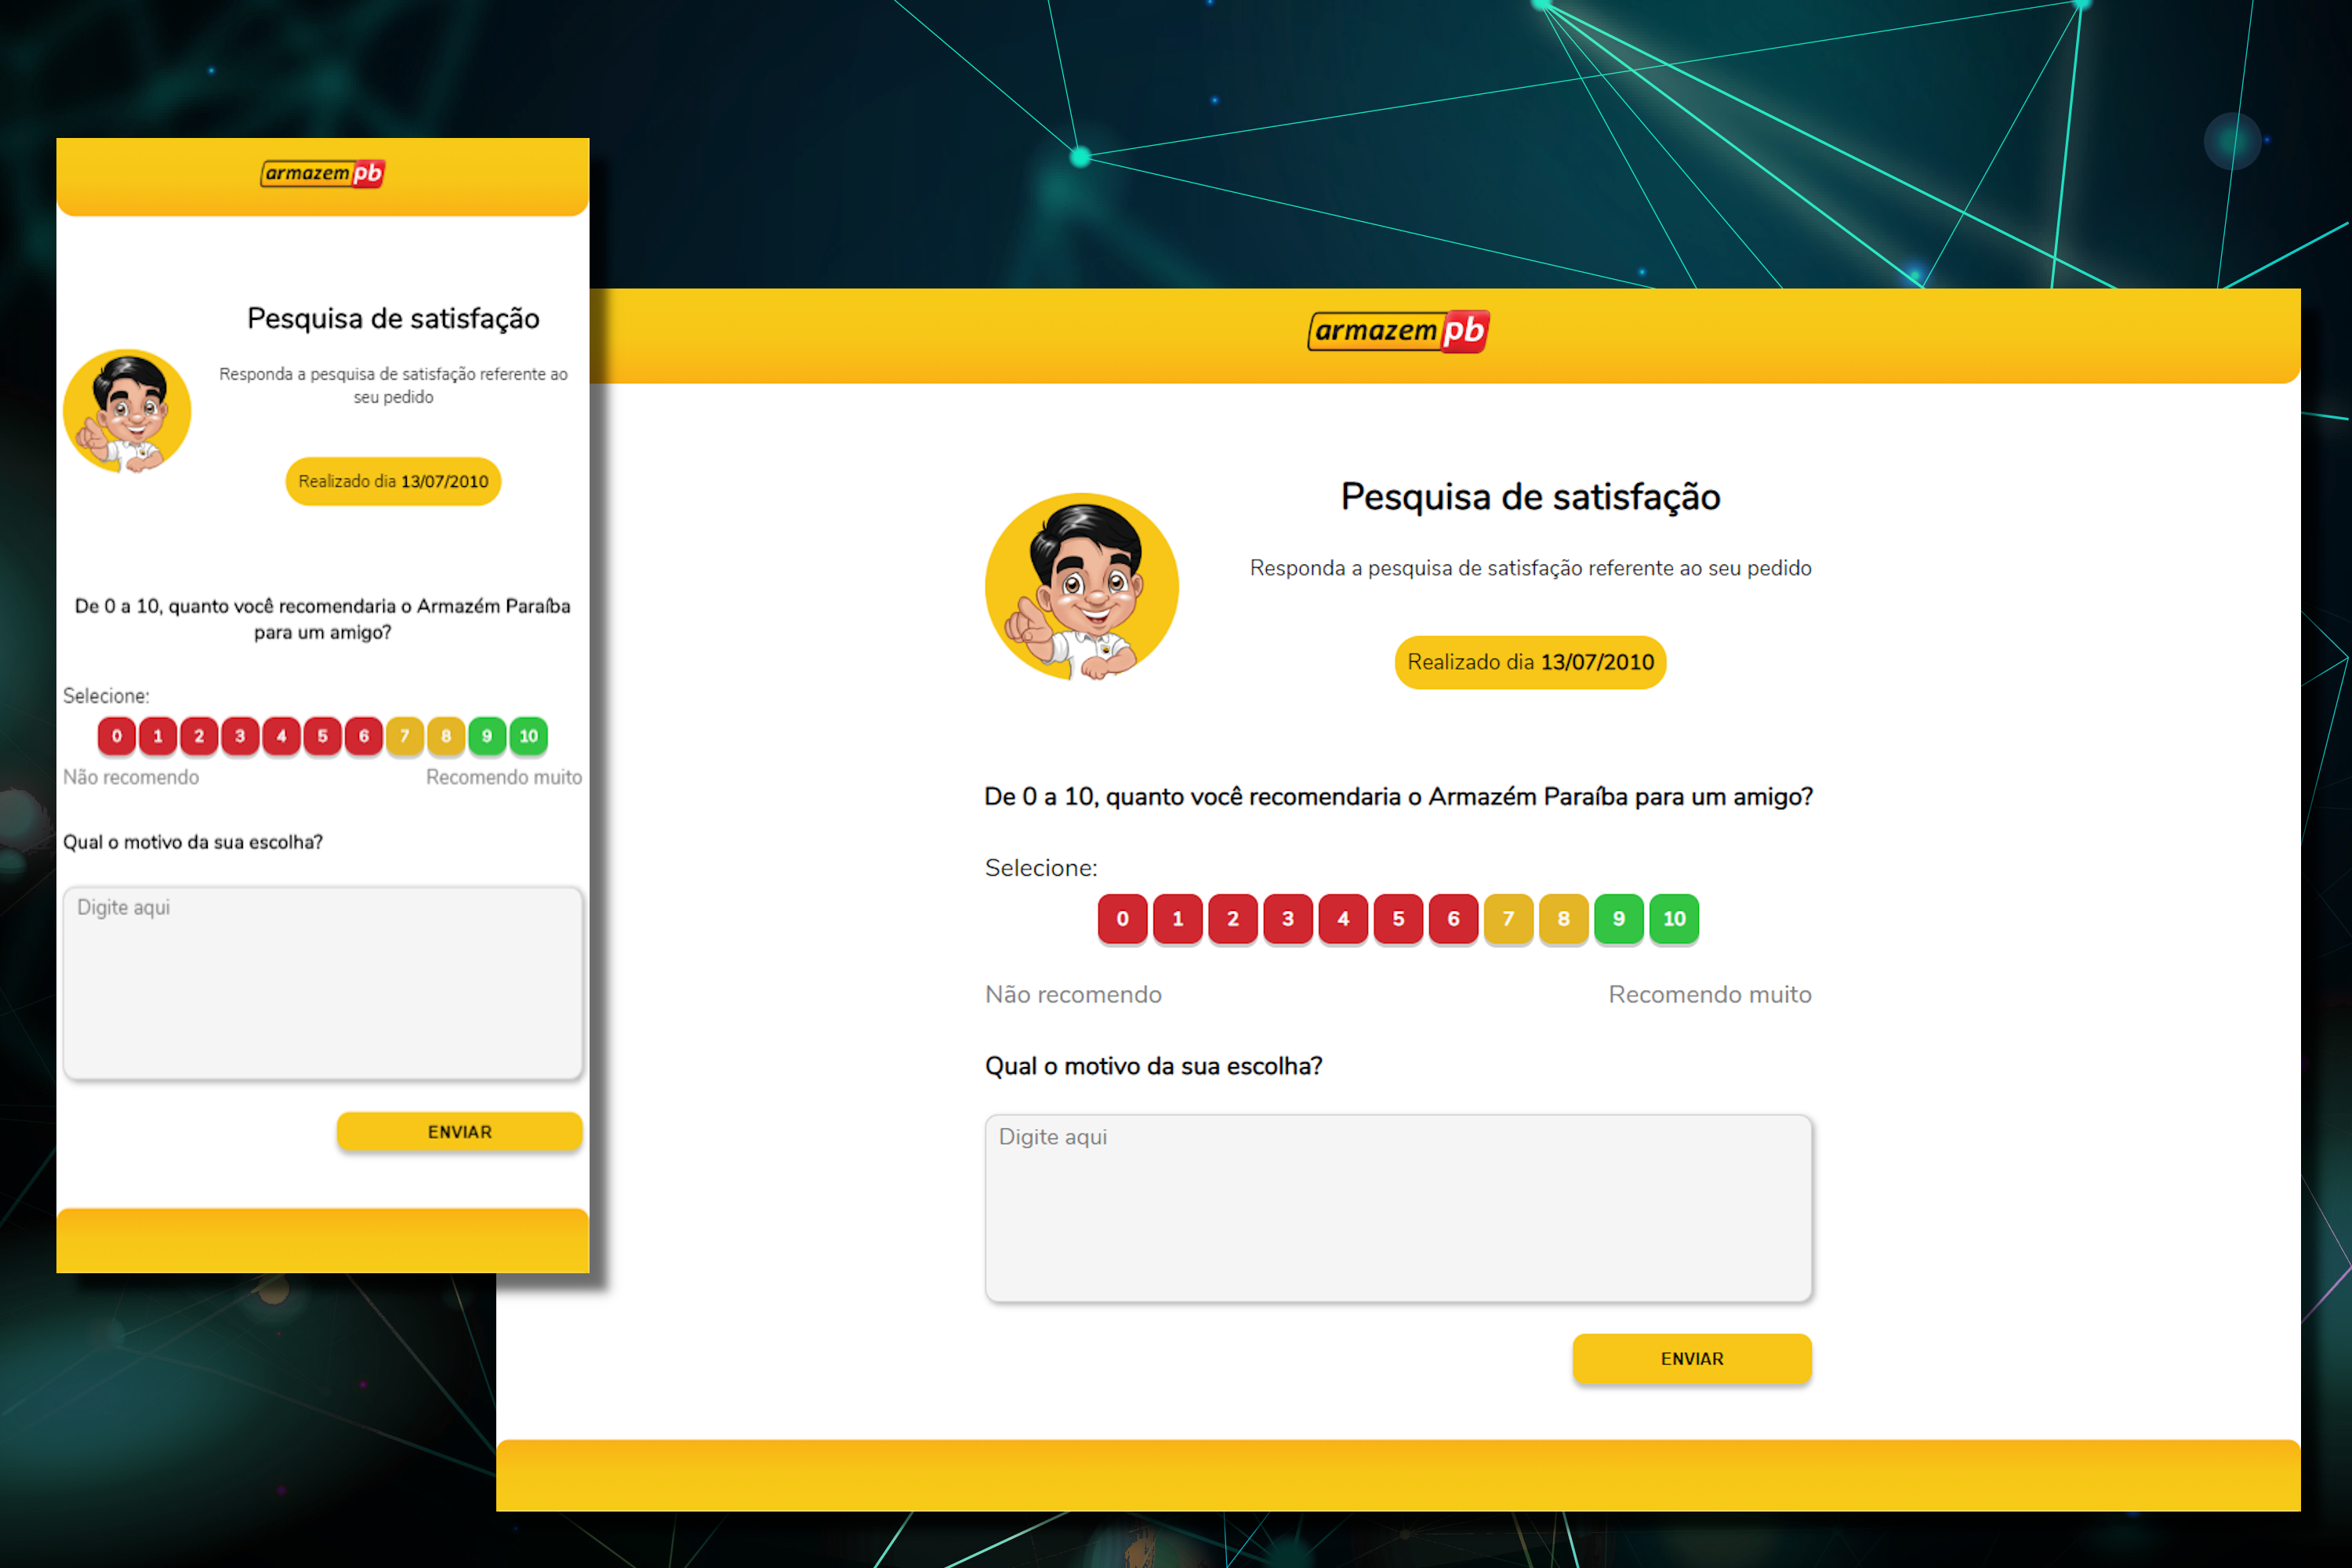 armazem pb
Pesquisa de satisfação
Responda a pesquisa de satisfação referente ao
seu pedido
Realizado dia 13/07/2010
De 0 a 10, quanto você recomendaria o Armazém Paraíba
para um amigo?
Selecione:
0 1 2 3 4 5 6 7 8 9 10
Não recomendo Recomendo muito
Qual o motivo da sua escolha?
Digite aqui
ENVIAR
armazem pb
Pesquisa de satisfação
Responda a pesquisa de satisfação referente ao seu pedido
Realizado dia 13/07/2010
De 0 a 10, quanto você recomendaria o Armazém Paraíba para um amigo?
Selecione:
0 1 2 3 4 5 6 7 8 9 10
Não recomendo Recomendo muito
Qual o motivo da sua escolha?
Digite aqui
ENVIAR